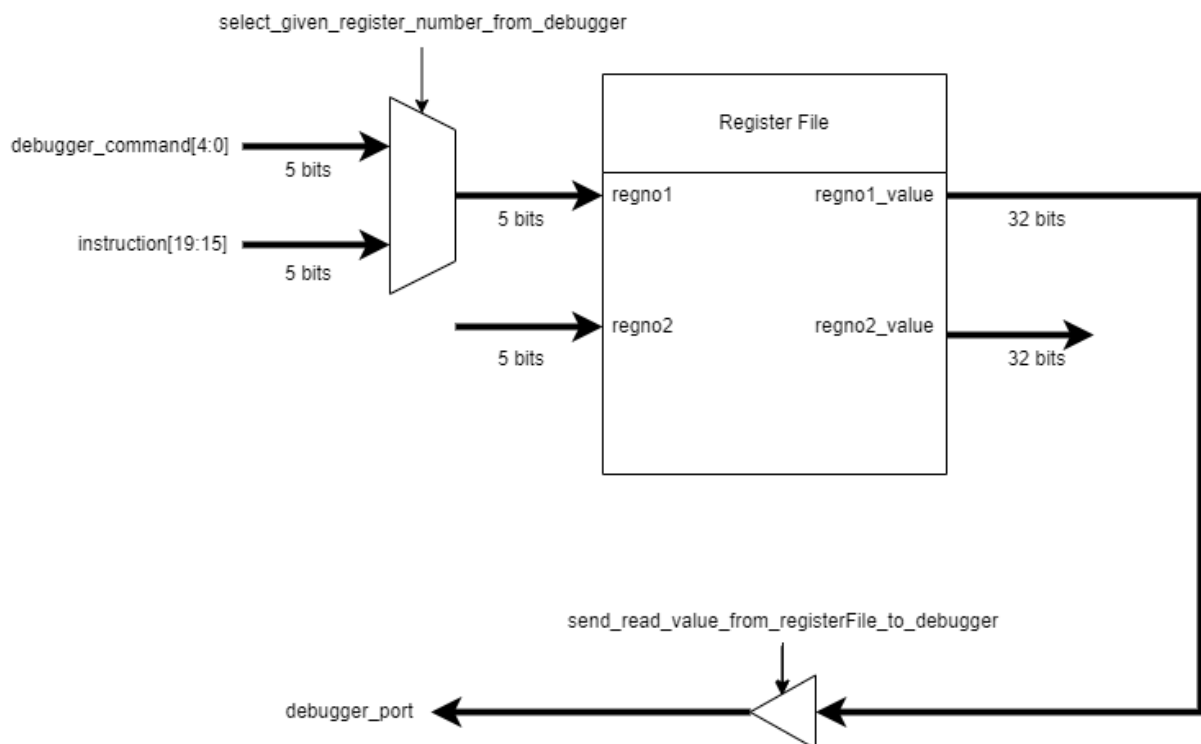 select_given_register_number_from_debugger
debugger_command[4:0]
5 bits
instruction[19:15]
5 bits
Register File
regno1
regno1_value
5 bits
32 bits
regno2
regno2_value
5 bits
32 bits
send_read_value_from_registerFile_to_debugger
debugger_port